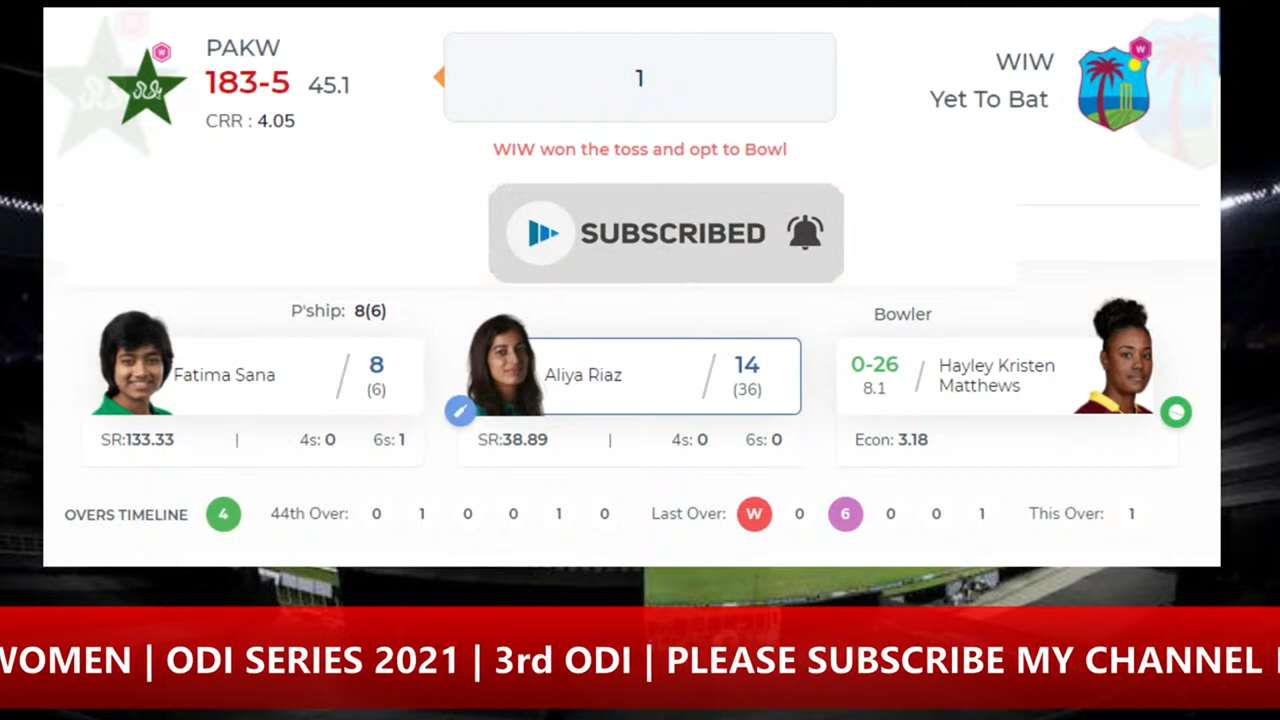 PAKW
183-5 45.1
CRR : 4.05
1
WIW
Yet To Bat
W
W
WIW won the toss and opt to Bowl
SUBSCRIBED
P'ship: 8(6)
Bowler
Fatima Sana
8
(6)
Aliya Riaz
14
(36)
0-26
8.1
Hayley Kristen
Matthews
SR:133.33 | 4s: 0 6s: 1
SR:38.89 | 4s: 0 6s: 0
Econ: 3.18
OVERS TIMELINE 4 44th Over: 0 1 0 0 1 0 Last Over: W 0 6 0 0 1 This Over: 1
WOMEN | ODI SERIES 2021 | 3rd ODI | PLEASE SUBSCRIBE MY CHANNEL